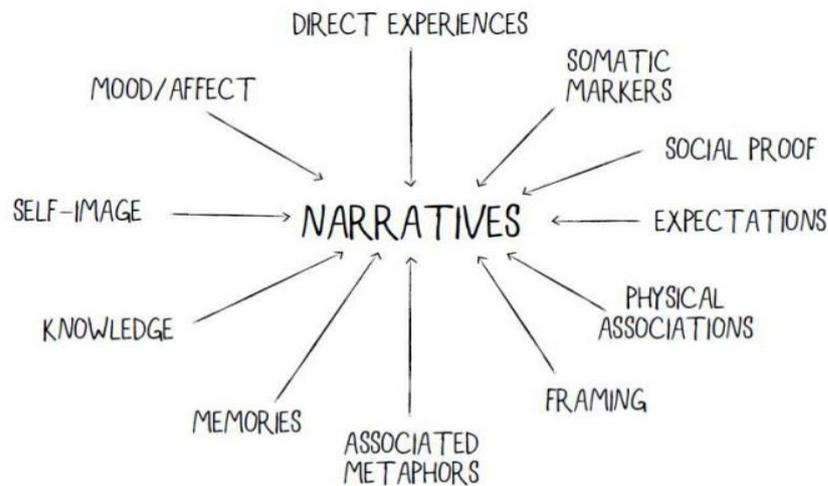 DIRECT EXPERIENCES
SOMATIC
MARKERS
MOOD/AFFECT
SOCIAL PROOF
SELF-IMAGE
NARRATIVES
EXPECTATIONS
PHYSICAL
ASSOCIATIONS
KNOWLEDGE
FRAMING
MEMORIES
ASSOCIATED
METAPHORS